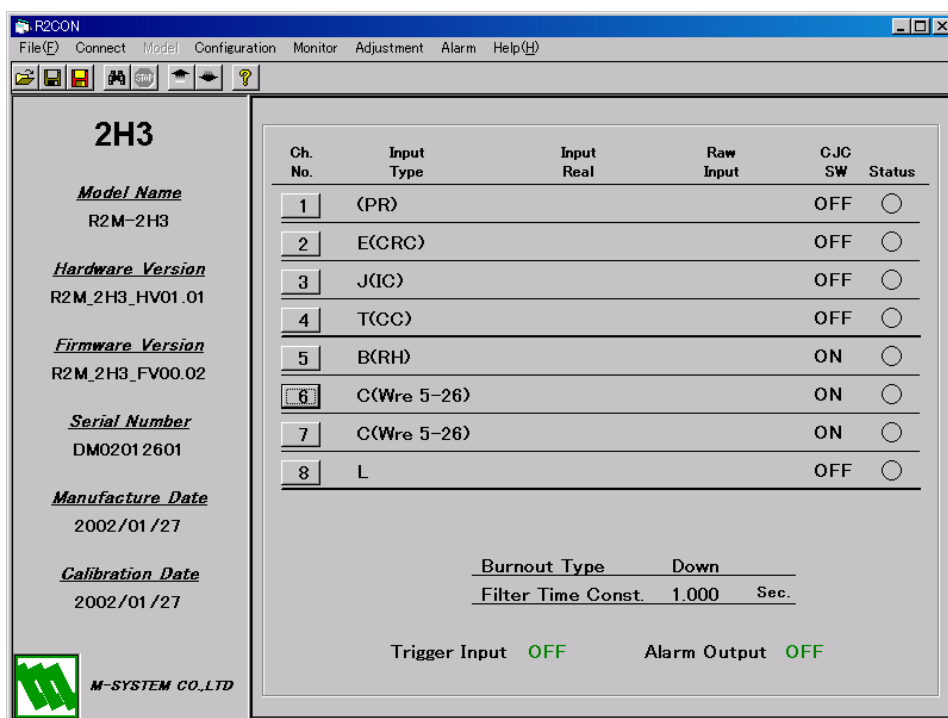 R2CON
File(F) Connect Model Configuration Monitor Adjustment Alarm Help(H)
STOP
2H3
Model Name
R2M-2H3
Hardware Version
R2M_2H3_HV01.01
Firmware Version
R2M_2H3_FV00.02
Serial Number
DM02012601
Manufacture Date
2002/01/27
Calibration Date
2002/01/27
M-SYSTEM CO.,LTD
Ch. Input Input Raw CJC
No. Type Real Input SW Status
1 (PR) OFF
2 E(CRC) OFF
3 J(IC) OFF
4 T(CC) OFF
5 B(RH) ON
6 C(Wre 5-26) ON
7 C(Wre 5-26) ON
8 L OFF
Burnout Type Down
Filter Time Const. 1.000 Sec.
Trigger Input OFF Alarm Output OFF